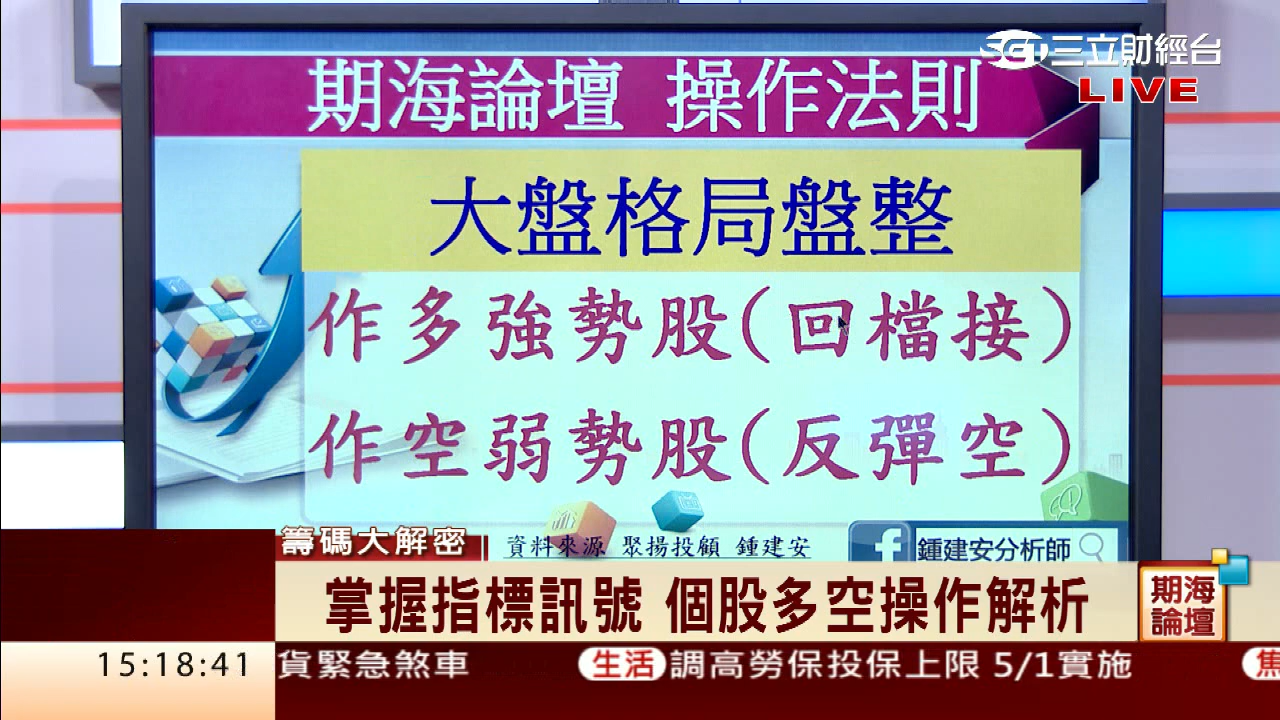 三立財經台
LIVE
期海論壇 操作法則
大盤格局盤整
作多強勢股(回檔接)
作空弱勢股(反彈空)
籌碼大解密
資料來源 聚揚投顧 鍾建安
鍾建安分析師
掌握指標訊號 個股多空操作解析
期海
論壇
15:18:41
貨緊急煞車 生活 調高勞保投保上限 5/1實施 焦